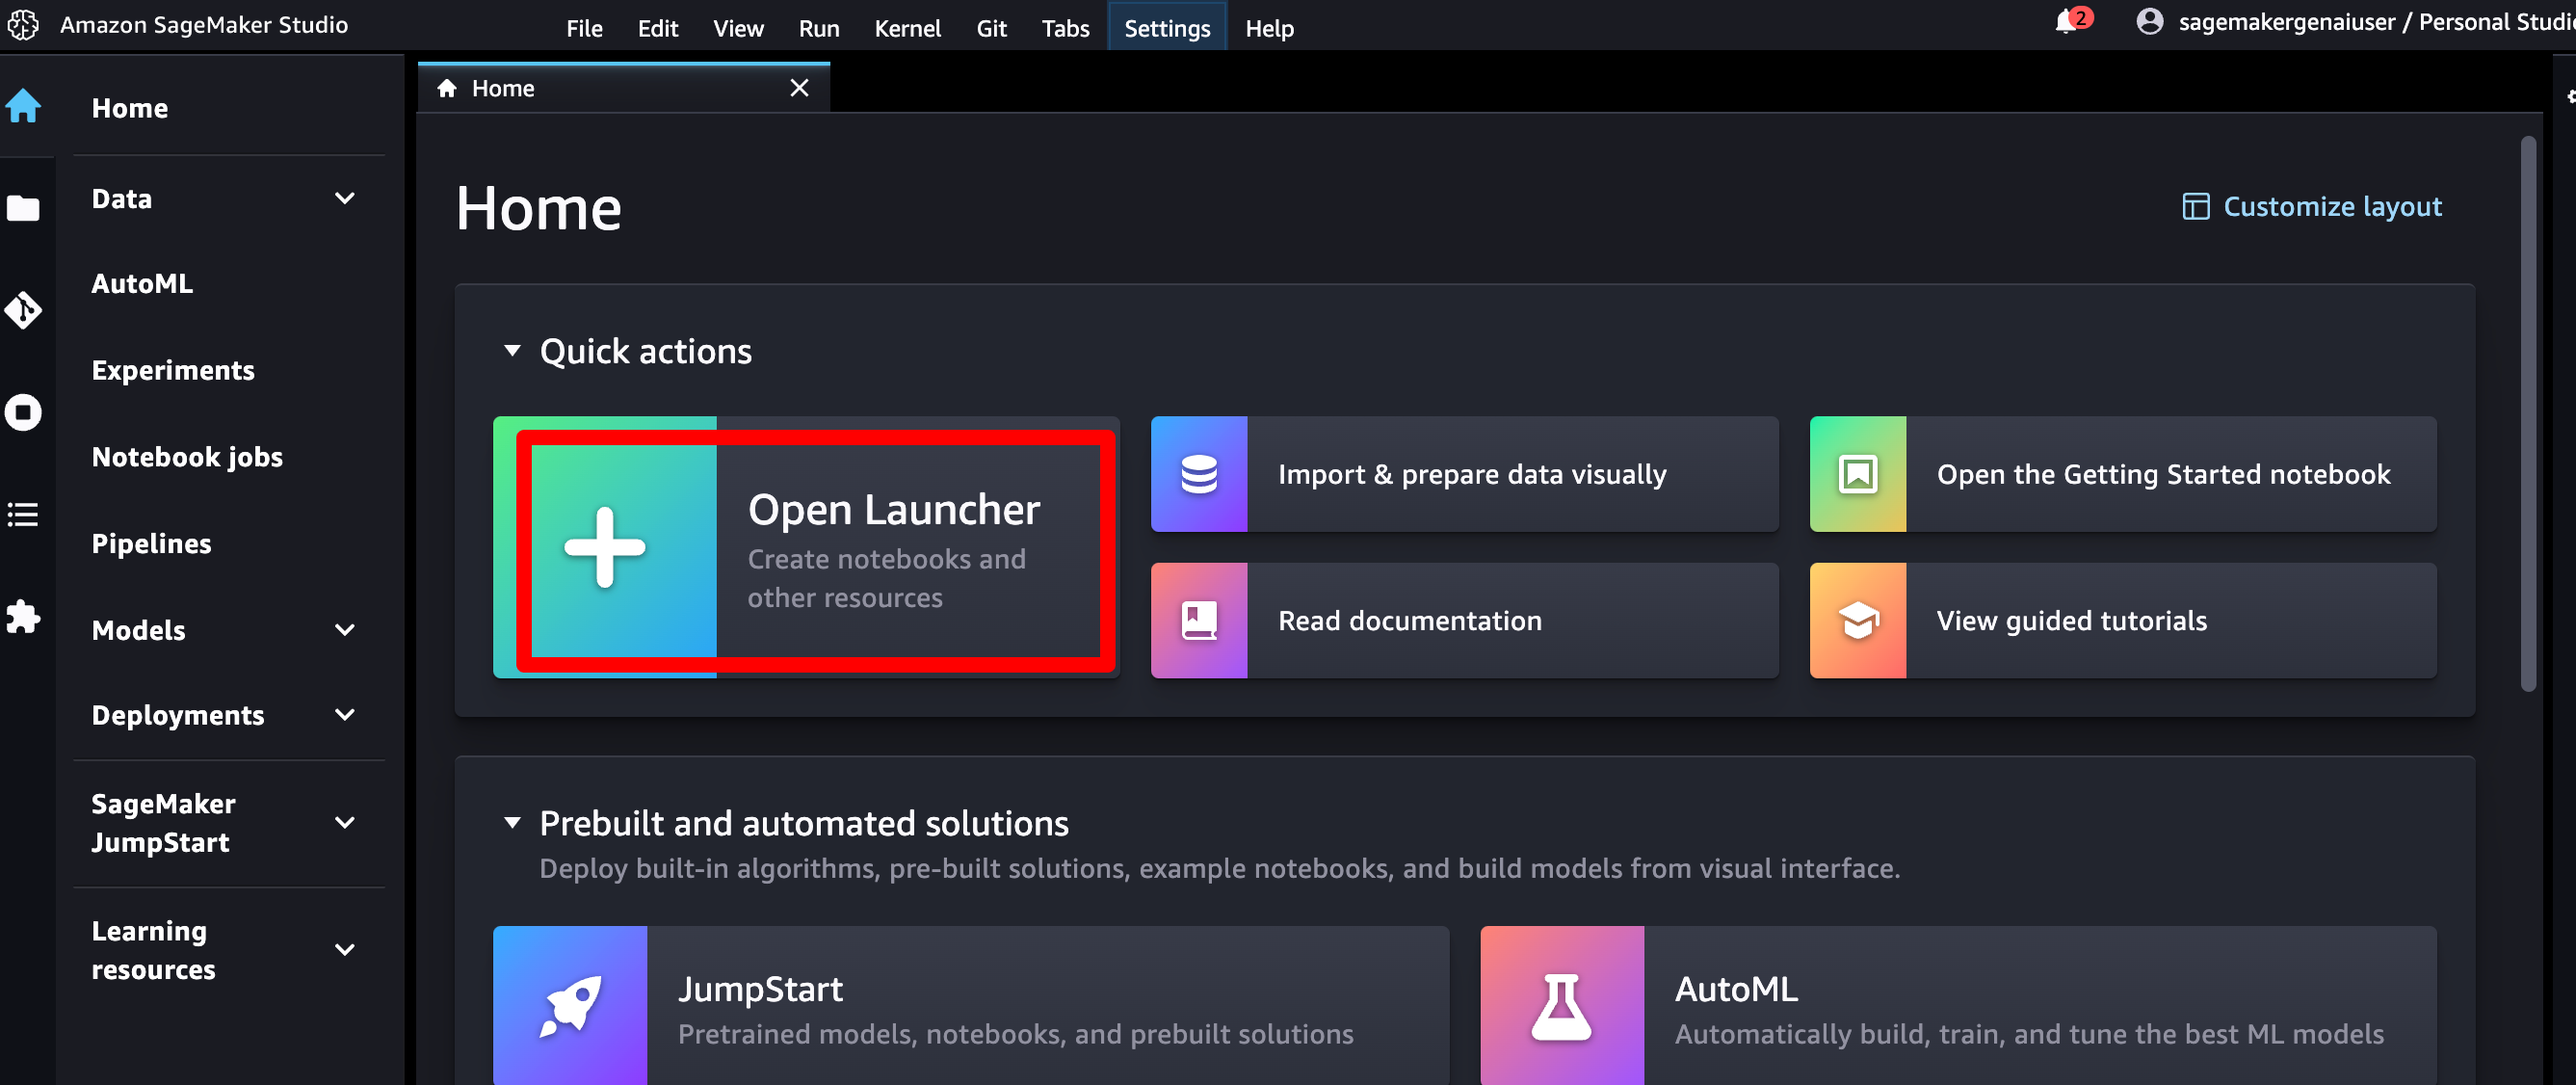 Amazon SageMaker Studio
File Edit View Run Kernel Git Tabs Settings Help
2
sagemakergenaiuser / Personal
Home
Data
AutoML
Experiments
Notebook jobs
Pipelines
Models
Deployments
SageMaker
JumpStart
Learning
resources
Home
Home
Customize layout
Quick actions
Open Launcher
Create notebooks and
other resources
Import & prepare data visually
Open the Getting Started notebook
Read documentation
View guided tutorials
Prebuilt and automated solutions
Deploy built-in algorithms, pre-built solutions, example notebooks, and build models from visual interface.
JumpStart
Pretrained models, notebooks, and prebuilt solutions
AutoML
Automatically build, train, and tune the best ML models